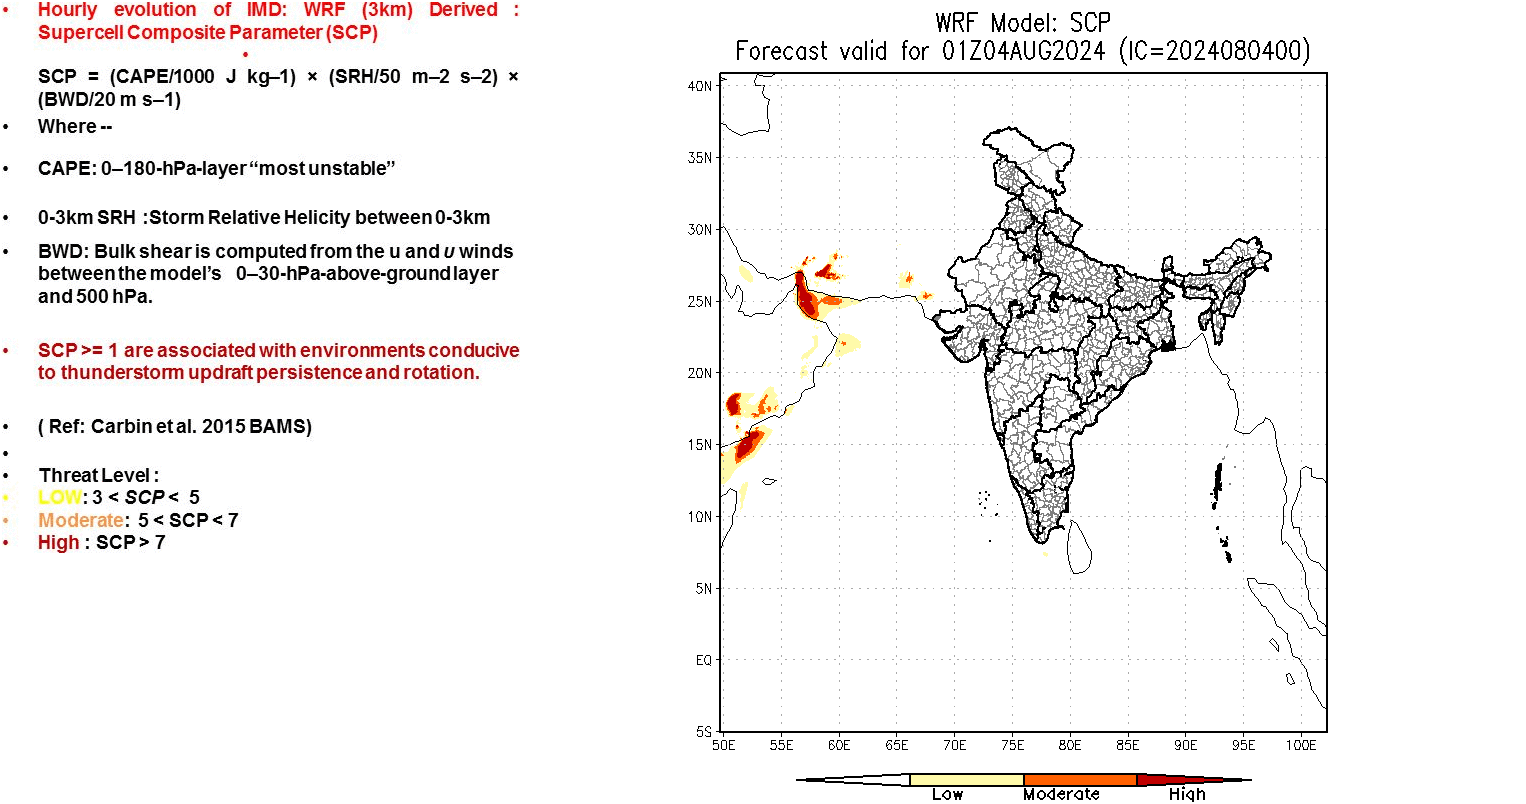 • Hourly evolution of IMD: WRF (3km) Derived :
Supercell Composite Parameter (SCP)
•
SCP = (CAPE/1000 J kg–1) × (SRH/50 m–2 s–2) ×
(BWD/20 m s–1)
• Where --
• CAPE: 0–180-hPa-layer “most unstable”
• 0-3km SRH :Storm Relative Helicity between 0-3km
• BWD: Bulk shear is computed from the u and υ winds
between the model’s 0–30-hPa-above-ground layer
and 500 hPa.
• SCP >= 1 are associated with environments conducive
to thunderstorm updraft persistence and rotation.
• ( Ref: Carbin et al. 2015 BAMS)
•
• Threat Level :
• LOW: 3 < SCP < 5
• Moderate: 5 < SCP < 7
• High : SCP > 7
WRF Model: SCP
Forecast valid for 01Z04AUG2024 (IC=2024080400)
40N
35N
30N
25N
20N
15N
10N
5N
EQ
5S
50E 55E 60E 65E 70E 75E 80E 85E 90E 95E 100E
Low Moderate High